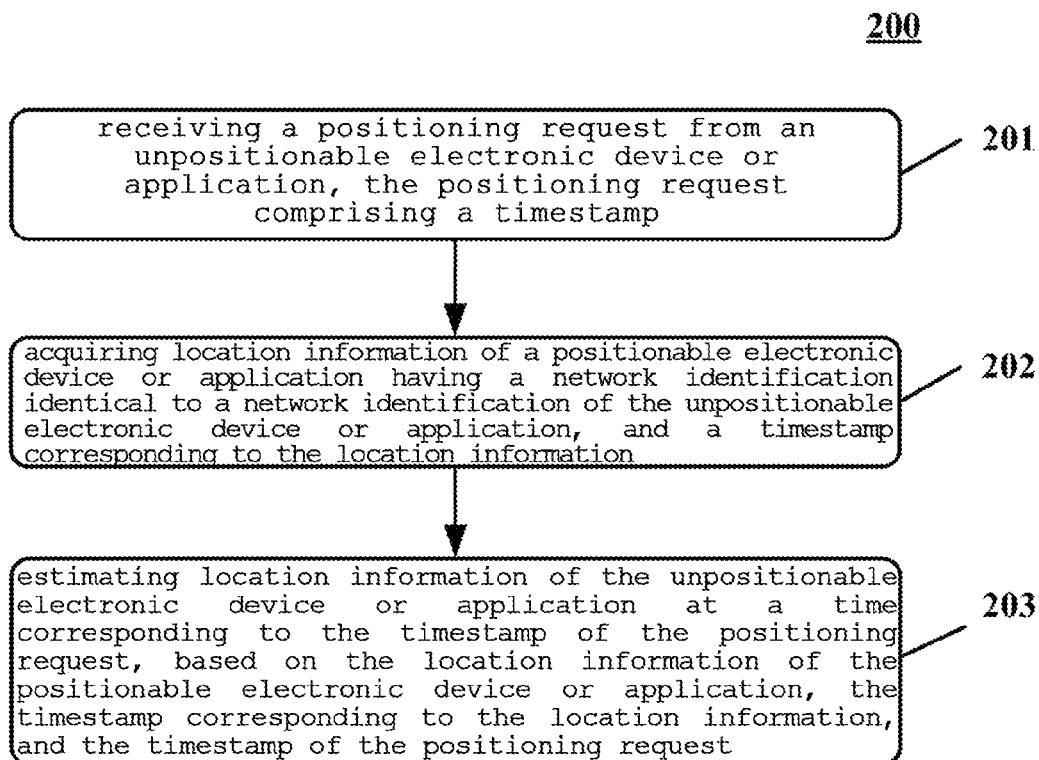 200
receiving a positioning request from an
unpositionable electronic device or
application, the positioning request
comprising a timestamp
201
acquiring location information of a positionable electronic
device or application having a network identification
identical to a network identification of the unpositionable
electronic device or application, and a timestamp
corresponding to the location information
202
estimating location information of the unpositionable
electronic device or application at a time
corresponding to the timestamp of the positioning
request, based on the location information of the
positionable electronic device or application, the
timestamp corresponding to the location information,
and the timestamp of the positioning request
203